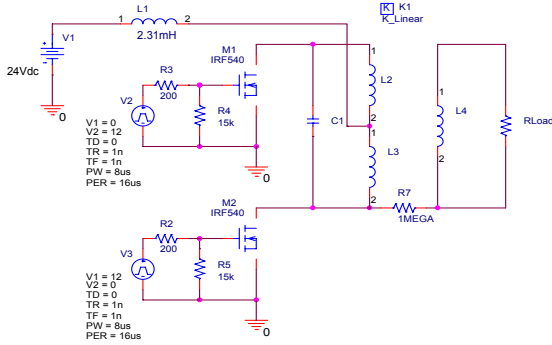 L1
1
2
2.31mH
K K1
K_Linear
V1
24Vdc
0
M1
IRF540
R3
200
V2
R4
15k
V1 = 0
V2 = 12
TD = 0
TR = 1n
TF = 1n
PW = 8us
PER = 16us
0
C1
1
L2
2
1
L3
2
1
L4
2
RLoad
R7
1MEGA
M2
IRF540
R2
200
V3
R5
15k
V1 = 12
V2 = 0
TD = 0
TR = 1n
TF = 1n
PW = 8us
PER = 16us
0